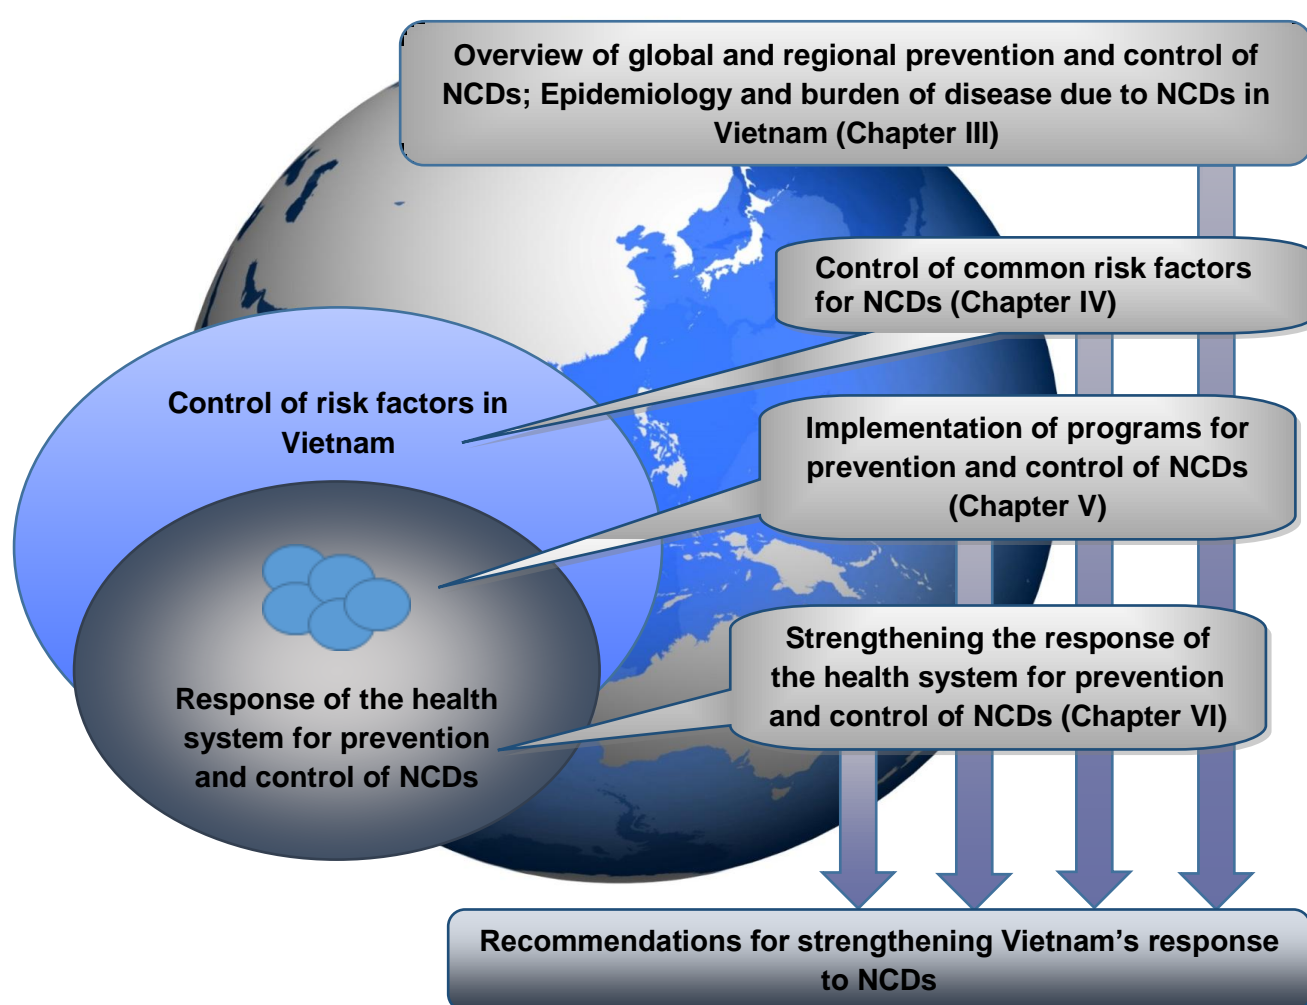 Overview of global and regional prevention and control of
NCDs; Epidemiology and burden of disease due to NCDs in
Vietnam (Chapter III)
Control of common risk factors
for NCDs (Chapter IV)
Control of risk factors in
Vietnam
Implementation of programs for
prevention and control of NCDs
(Chapter V)
Strengthening the response of
the health system for prevention
and control of NCDs (Chapter VI)
Response of the health
system for prevention
and control of NCDs
Recommendations for strengthening Vietnam’s response
to NCDs